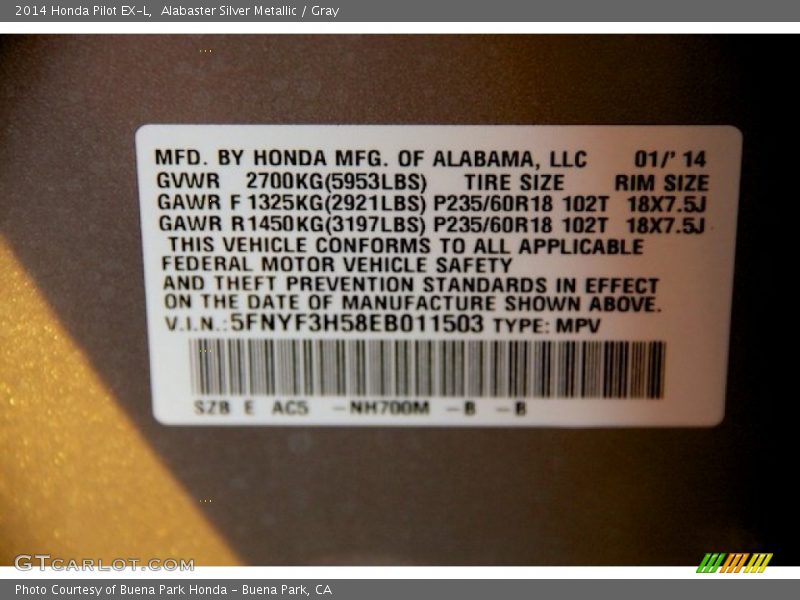 2014 Honda Pilot EX-L,  Alabaster Silver Metallic / Gray
MFD. BY HONDA MFG. OF ALABAMA, LLC 01/' 14
GVWR 2700KG(5953LBS) TIRE SIZE RIM SIZE
GAWR F 1325KG(2921LBS) P235/60R18 102T 18X7.5J
GAWR R1450KG(3197LBS) P235/60R18 102T 18X7.5J
THIS VEHICLE CONFORMS TO ALL APPLICABLE
FEDERAL MOTOR VEHICLE SAFETY
AND THEFT PREVENTION STANDARDS IN EFFECT
ON THE DATE OF MANUFACTURE SHOWN ABOVE.
V.I.N.: 5FNYF3H58EB011503 TYPE: MPV
SZB E AC5 -NH700M -B -B
GTCARLOT.COM
Photo Courtesy of Buena Park Honda - Buena Park, CA